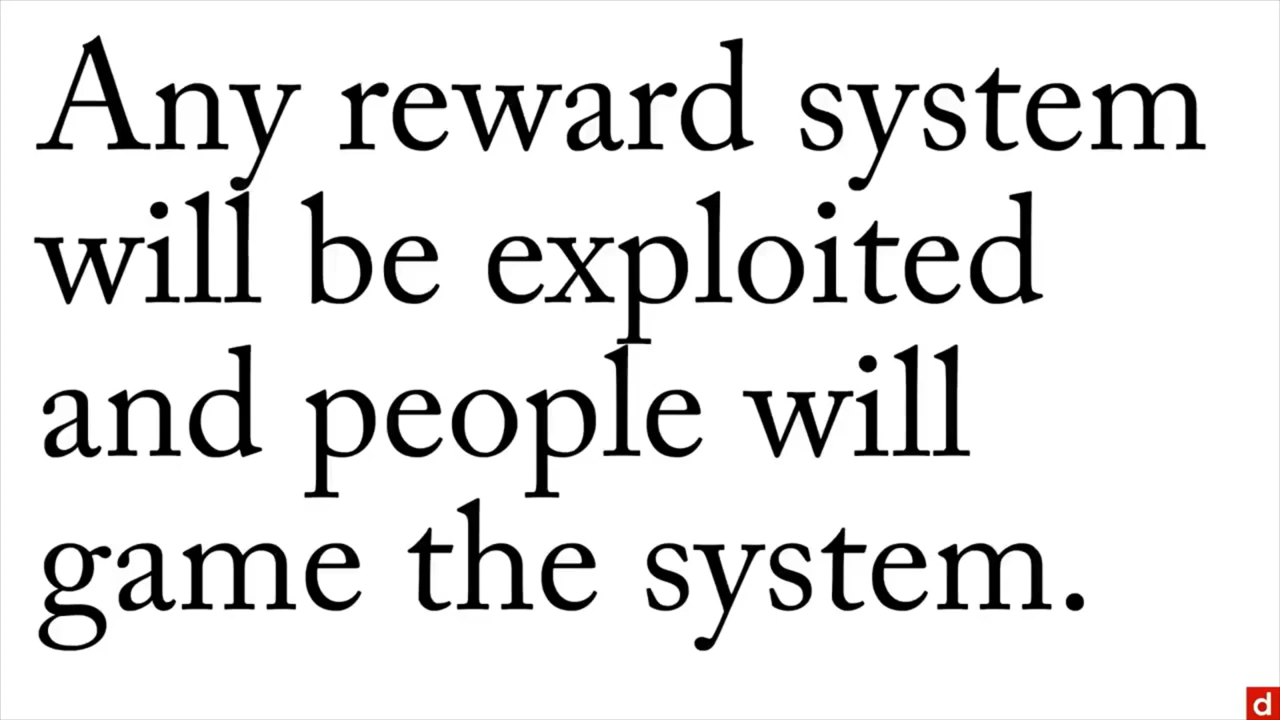 Any reward system
will be exploited
and people will
game the system.
d